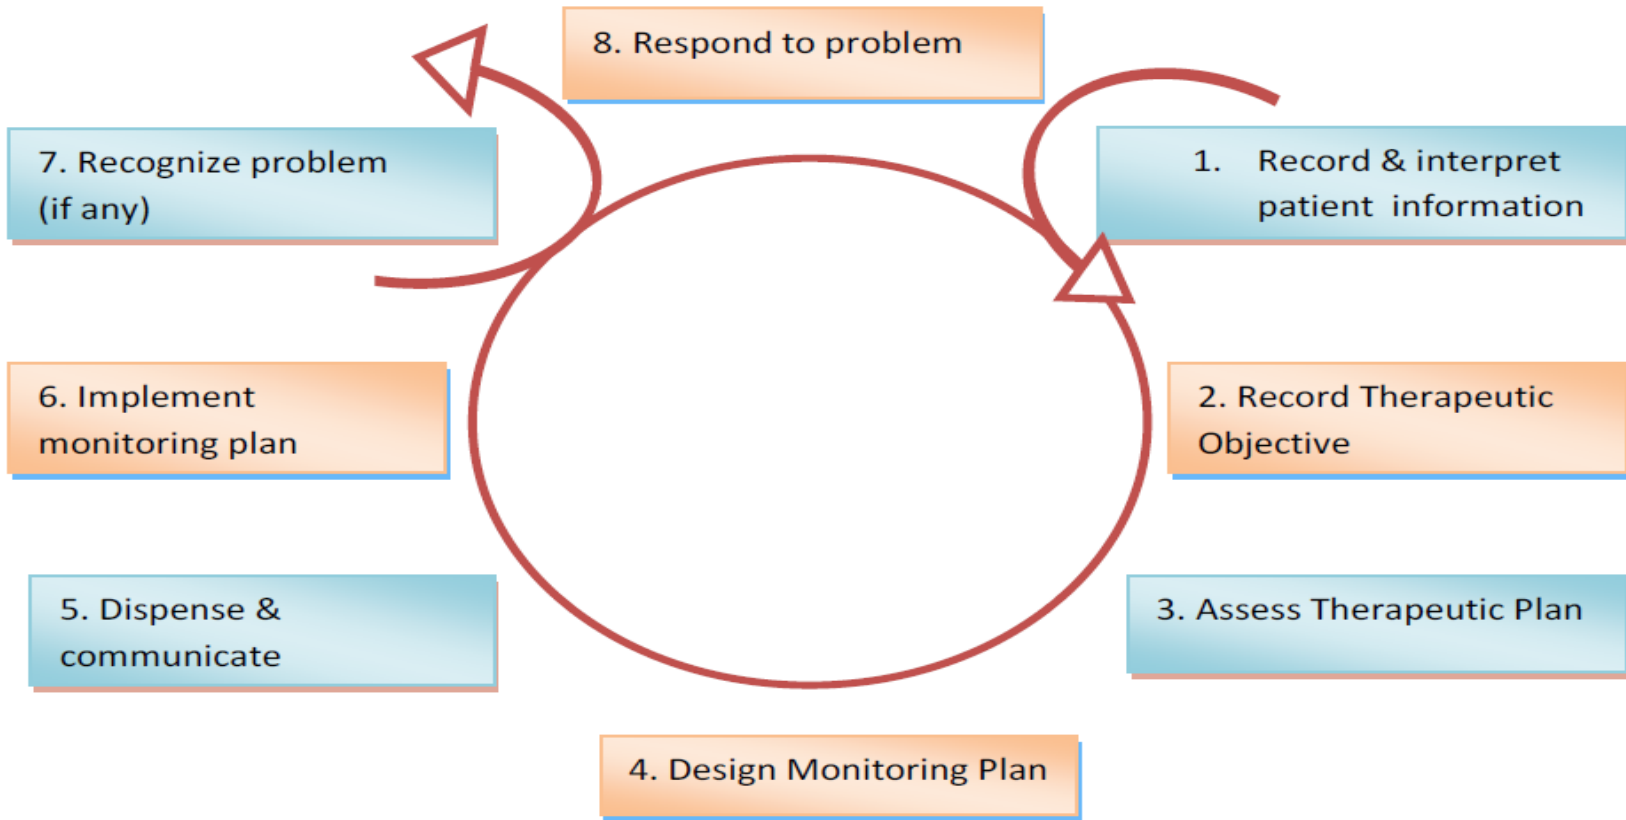 8. Respond to problem
1. Record & interpret
patient information
2. Record Therapeutic
Objective
3. Assess Therapeutic Plan
4. Design Monitoring Plan
5. Dispense &
communicate
6. Implement
monitoring plan
7. Recognize problem
(if any)